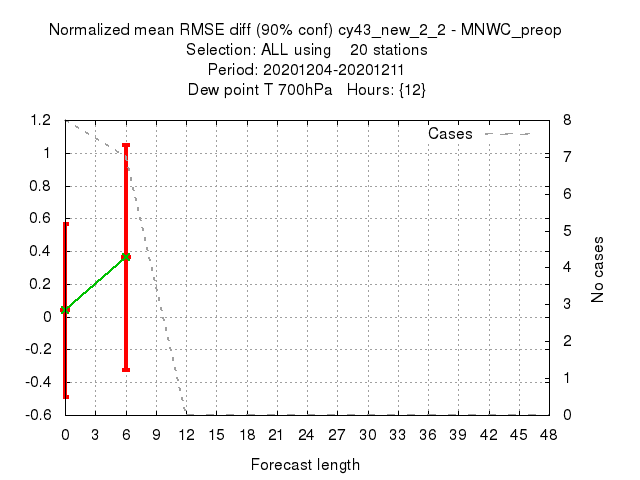 Normalized mean RMSE diff (90% conf) cy43_new_2_2 - MNWC_preop
Selection: ALL using 20 stations
Period: 20201204-20201211
Dew point T 700hPa Hours: {12}
Cases
1.2
1
0.8
0.6
0.4
0.2
0
-0.2
-0.4
-0.6
8
7
6
5
4
3
2
1
0
No cases
0 3 6 9 12 15 18 21 24 27 30 33 36 39 42 45 48
Forecast length